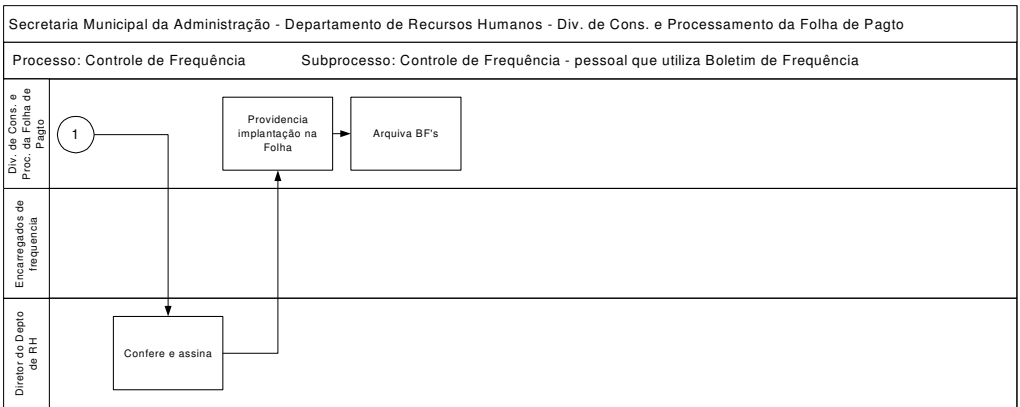 Secretaria Municipal da Administração - Departamento de Recursos Humanos - Div. de Cons. e Processamento da Folha de Pagto
Processo: Controle de Frequência Subprocesso: Controle de Frequência - pessoal que utiliza Boletim de Frequência
Div. de Cons. e
Proc. da Folha de
Pagto
1
Providencia
implantação na
Folha
Arquiva BF's
Encarregados de
frequencia
Diretor do Depto
de RH
Confere e assina